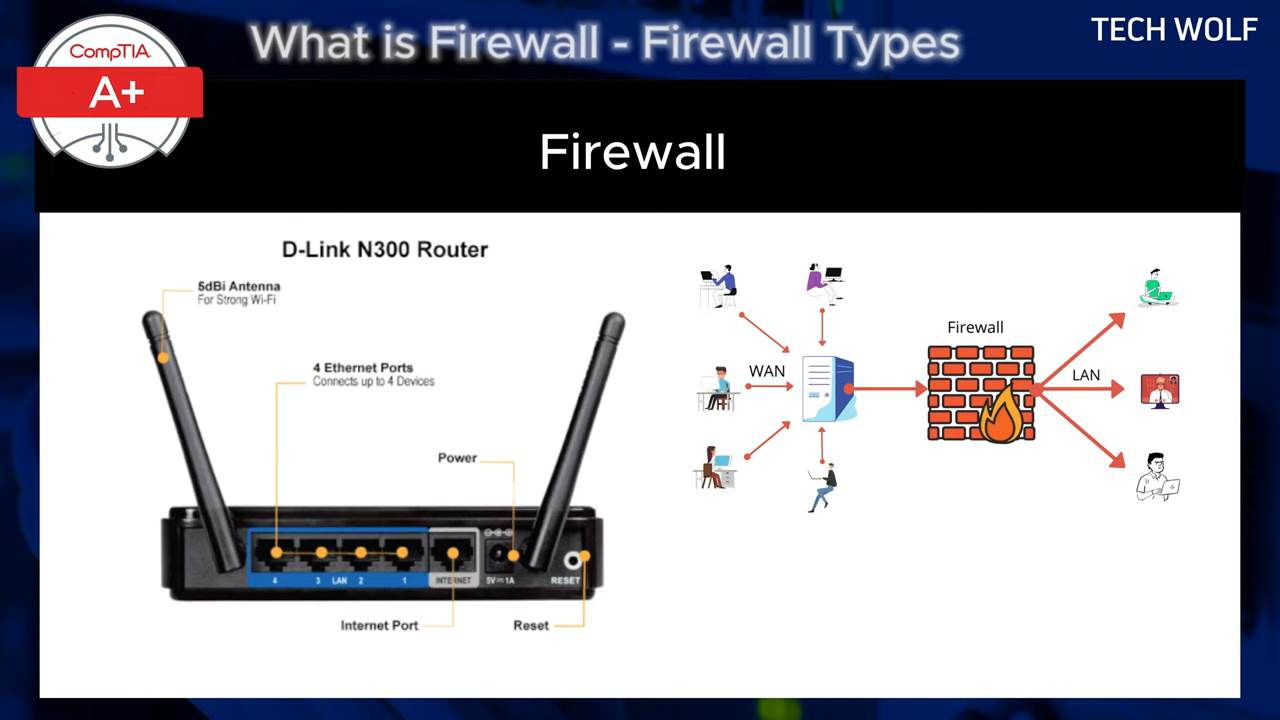 What is Firewall - Firewall Types
TECH WOLF
CompTIA.
A+
Firewall
D-Link N300 Router
5dBi Antenna
For Strong Wi-Fi
4 Ethernet Ports
Connects up to 4 Devices
Power
4 3 LAN 2 1
INTERNET
5V 1A
RESET
Internet Port
Reset
Firewall
WAN
LAN